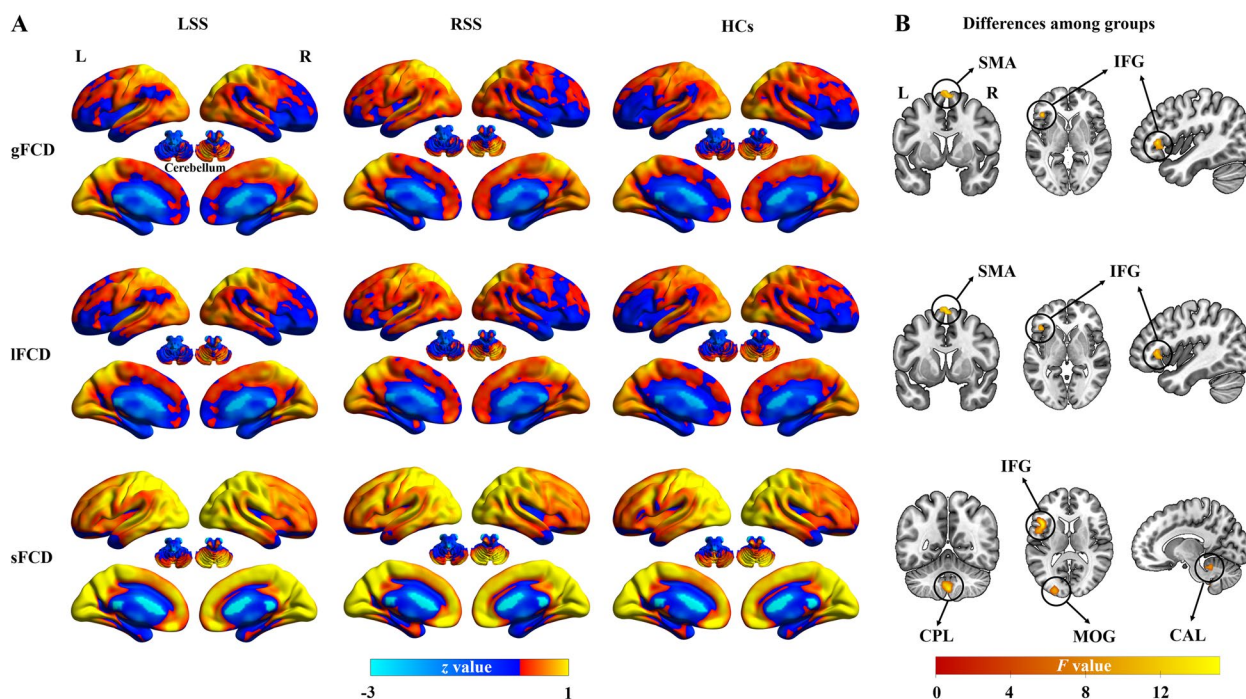 A
LSS
RSS
HCs
B
Differences among groups
L
R
gFCD
Cerebellum
SMA
IFG
L
R
lFCD
SMA
IFG
sFCD
IFG
CPL
MOG
CAL
z value
-3
1
F value
0
4
8
12